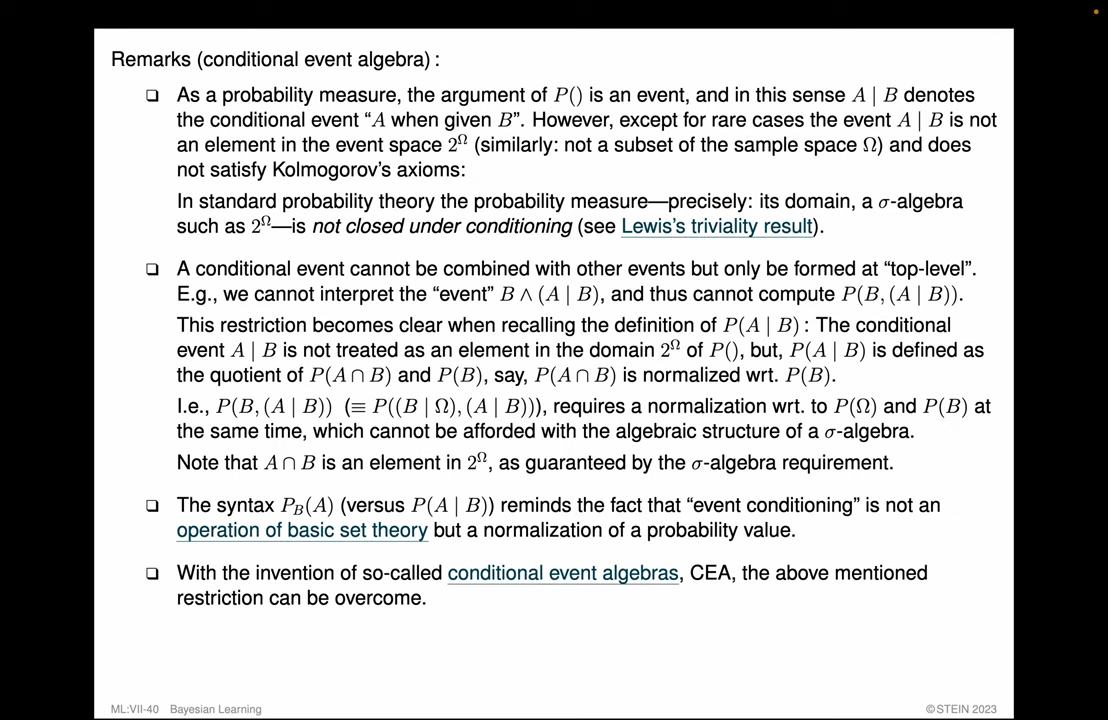 Remarks (conditional event algebra) :
❑ As a probability measure, the argument of P() is an event, and in this sense A | B denotes
the conditional event “A when given B”. However, except for rare cases the event A | B is not
an element in the event space 2^Ω (similarly: not a subset of the sample space Ω) and does
not satisfy Kolmogorov’s axioms:
In standard probability theory the probability measure—precisely: its domain, a σ-algebra
such as 2^Ω—is not closed under conditioning (see Lewis’s triviality result).
❑ A conditional event cannot be combined with other events but only be formed at “top-level”.
E.g., we cannot interpret the “event” B ∧ (A | B), and thus cannot compute P(B, (A | B)).
This restriction becomes clear when recalling the definition of P(A | B) : The conditional
event A | B is not treated as an element in the domain 2^Ω of P(), but, P(A | B) is defined as
the quotient of P(A ∩ B) and P(B), say, P(A ∩ B) is normalized wrt. P(B).
I.e., P(B, (A | B)) (≡ P((B | Ω), (A | B))), requires a normalization wrt. to P(Ω) and P(B) at
the same time, which cannot be afforded with the algebraic structure of a σ-algebra.
Note that A ∩ B is an element in 2^Ω, as guaranteed by the σ-algebra requirement.
❑ The syntax P_B(A) (versus P(A | B)) reminds the fact that “event conditioning” is not an
operation of basic set theory but a normalization of a probability value.
❑ With the invention of so-called conditional event algebras, CEA, the above mentioned
restriction can be overcome.
ML:VII-40 Bayesian Learning © STEIN 2023